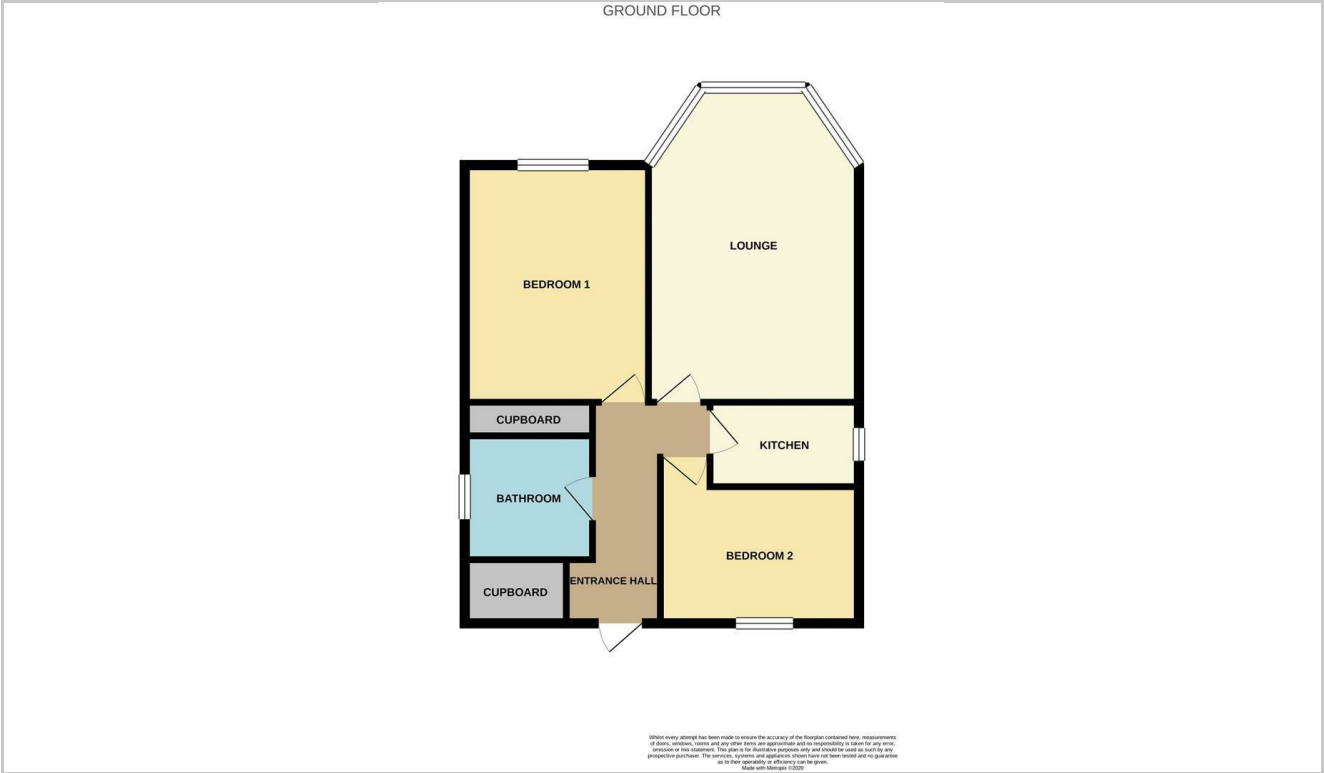 GROUND FLOOR
LOUNGE
BEDROOM 1
CUPBOARD
KITCHEN
BATHROOM
BEDROOM 2
ENTRANCE HALL
CUPBOARD
Whilst every attempt has been made to ensure the accuracy of the floorplan contained here, measurements
of doors, windows, rooms and any other items are approximate and no responsibility is taken for any error,
omission or mis-statement. This plan is for illustrative purposes only and should be used as such by any
prospective purchaser. The services, systems and appliances shown have not been tested and no guarantee
as to their operability or efficiency can be given.
Made with Metropix ©2020